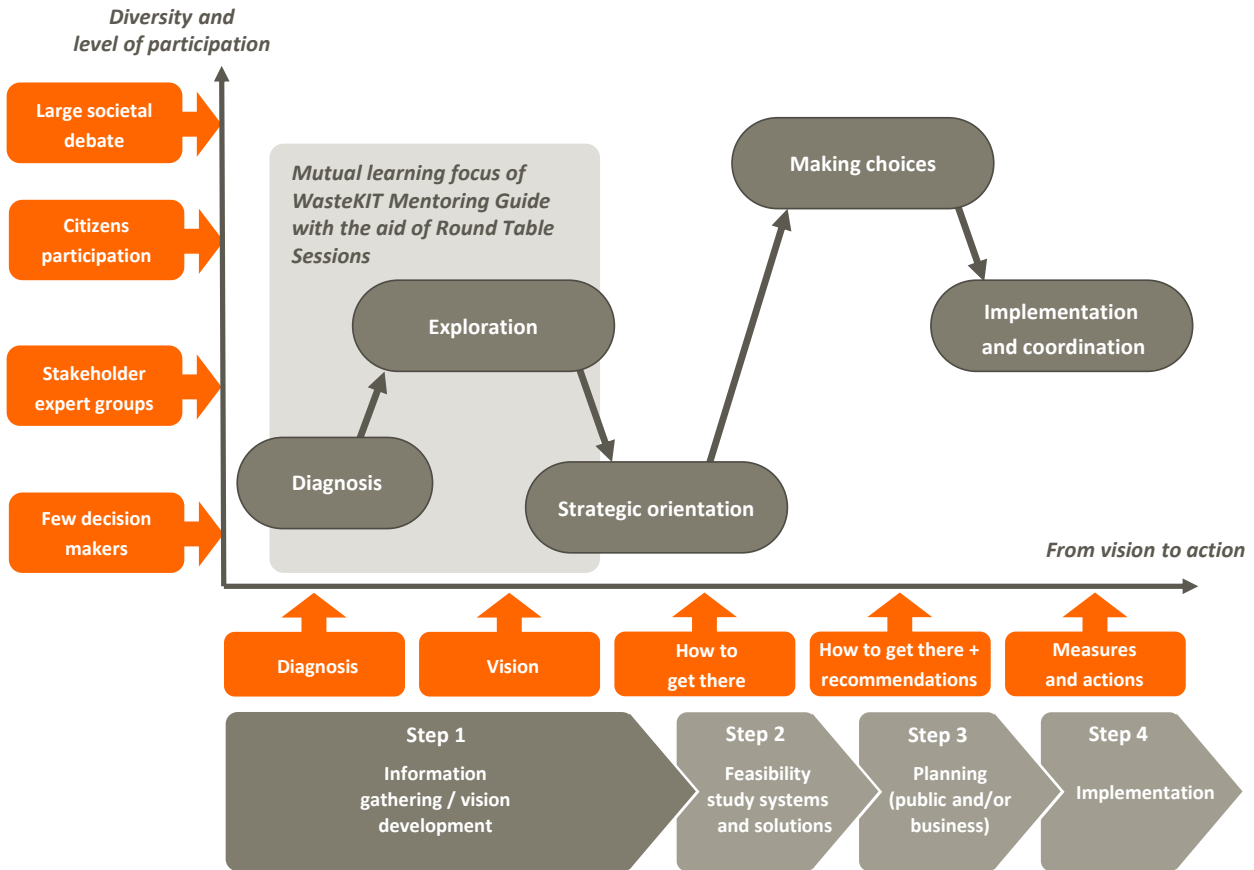 Diversity and
level of participation
Large societal
debate
Citizens
participation
Stakeholder
expert groups
Few decision
makers
Mutual learning focus of
WasteKIT Mentoring Guide
with the aid of Round Table
Sessions
Making choices
Exploration
Implementation
and coordination
Diagnosis
Strategic orientation
From vision to action
Diagnosis
Vision
How to
get there
How to get there +
recommendations
Measures
and actions
Step 1
Information
gathering / vision
development
Step 2
Feasibility
study systems
and solutions
Step 3
Planning
(public and/or
business)
Step 4
Implementation